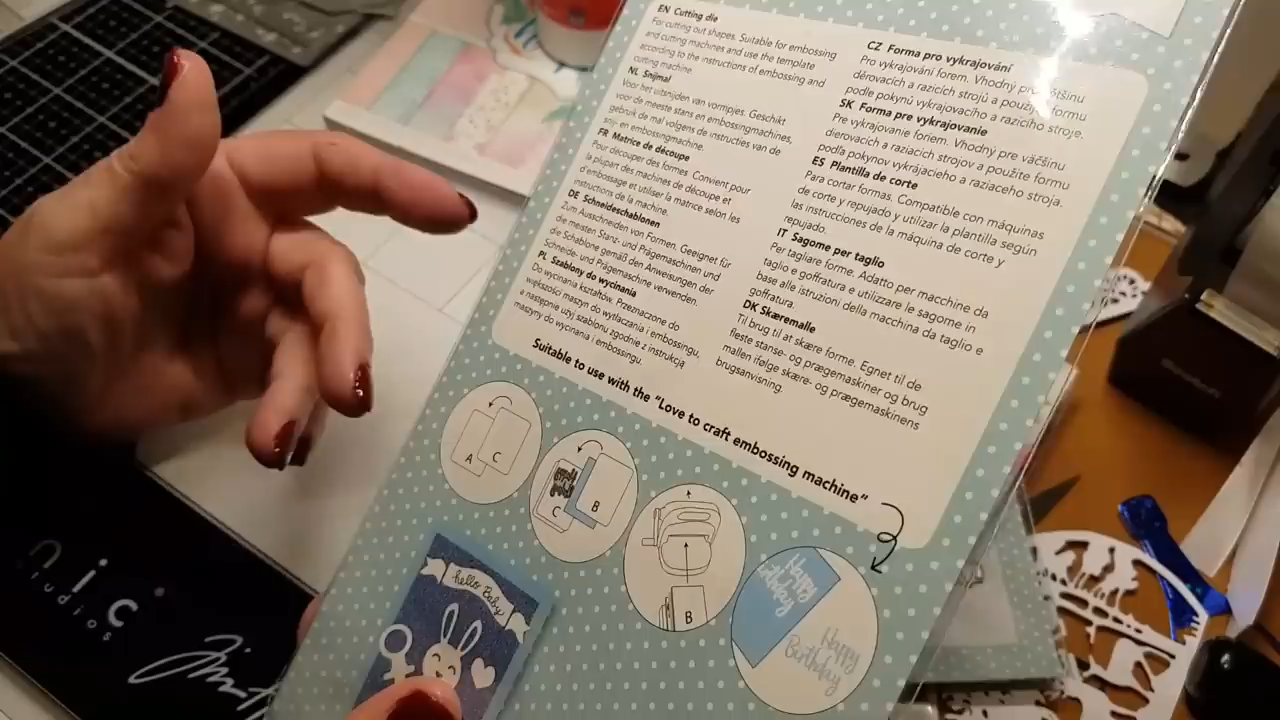 EN Cutting die
For cutting out shapes. Suitable for embossing
and cutting machines and use the template
according to the instructions of embossing and
cutting machine.
NL Snijmal
Voor het uitsnijden van vormpjes. Geschikt
voor de meeste stans en embossingmachines,
gebruik de mal volgens de instructies van de
snij- en embossingmachine.
FR Matrice de découpe
Pour découper des formes. Convient pour
la plupart des machines de découpe et
d'embossage et utiliser la matrice selon les
instructions de la machine.
DE Schneideschablonen
Zum Ausschneiden von Formen. Geeignet für
die meisten Stanz- und Prägemaschinen und
die Schablone gemäß den Anweisungen der
Schneide- und Prägemaschine verwenden.
PL Szablony do wycinania
Do wycinania kształtów. Przeznaczone do
większości maszyn do wytłaczania i embossingu,
a następnie użyj szablonu zgodnie z instrukcją
maszyny do wycinania i embossingu.
CZ Forma pro vykrajování
Pro vykrajování forem. Vhodný pro většinu
děrovacích a razicích strojů a použijte formu
podle pokynů vykrajovacího a razicího stroje.
SK Forma pre vykrajovanie
Pre vykrajovanie foriem. Vhodný pre väčšinu
dierovacích a raziacich strojov a použite formu
podľa pokynov vykrajacieho a raziaceho stroja.
ES Plantilla de corte
Para cortar formas. Compatible con máquinas
de corte y repujado y utilizar la plantilla según
las instrucciones de la máquina de corte y
repujado.
IT Sagome per taglio
Per tagliare forme. Adatto per macchine da
taglio e goffratura e utilizzare le sagome in
base alle istruzioni della macchina da taglio e
goffratura.
DK Skæremalle
Til brug til at skære forme. Egnet til de
fleste stanse- og prægemaskiner og brug
mallen ifølge skære- og prægemaskinens
brugsanvisning.
Suitable to use with the "Love to craft embossing machine"
A C
C B
B
Happy
Birthday
Happy
Birthday
hello Baby
nic
studios